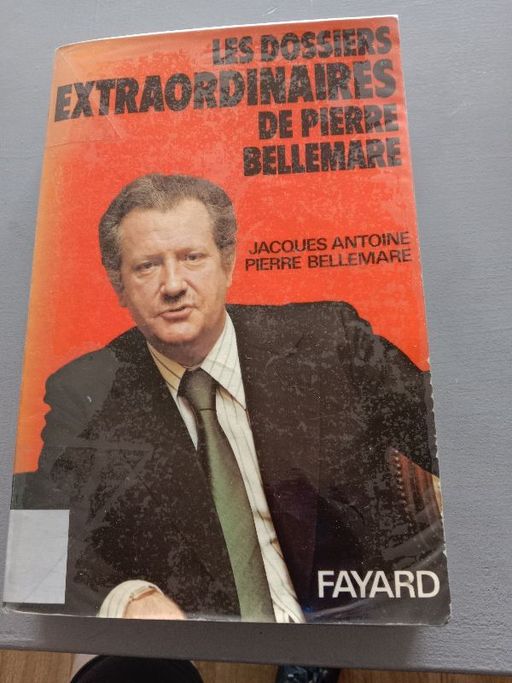 LES DOSSIERS
EXTRAORDINAIRES
DE PIERRE
BELLEMARE
JACQUES ANTOINE
PIERRE BELLEMARE
FAYARD